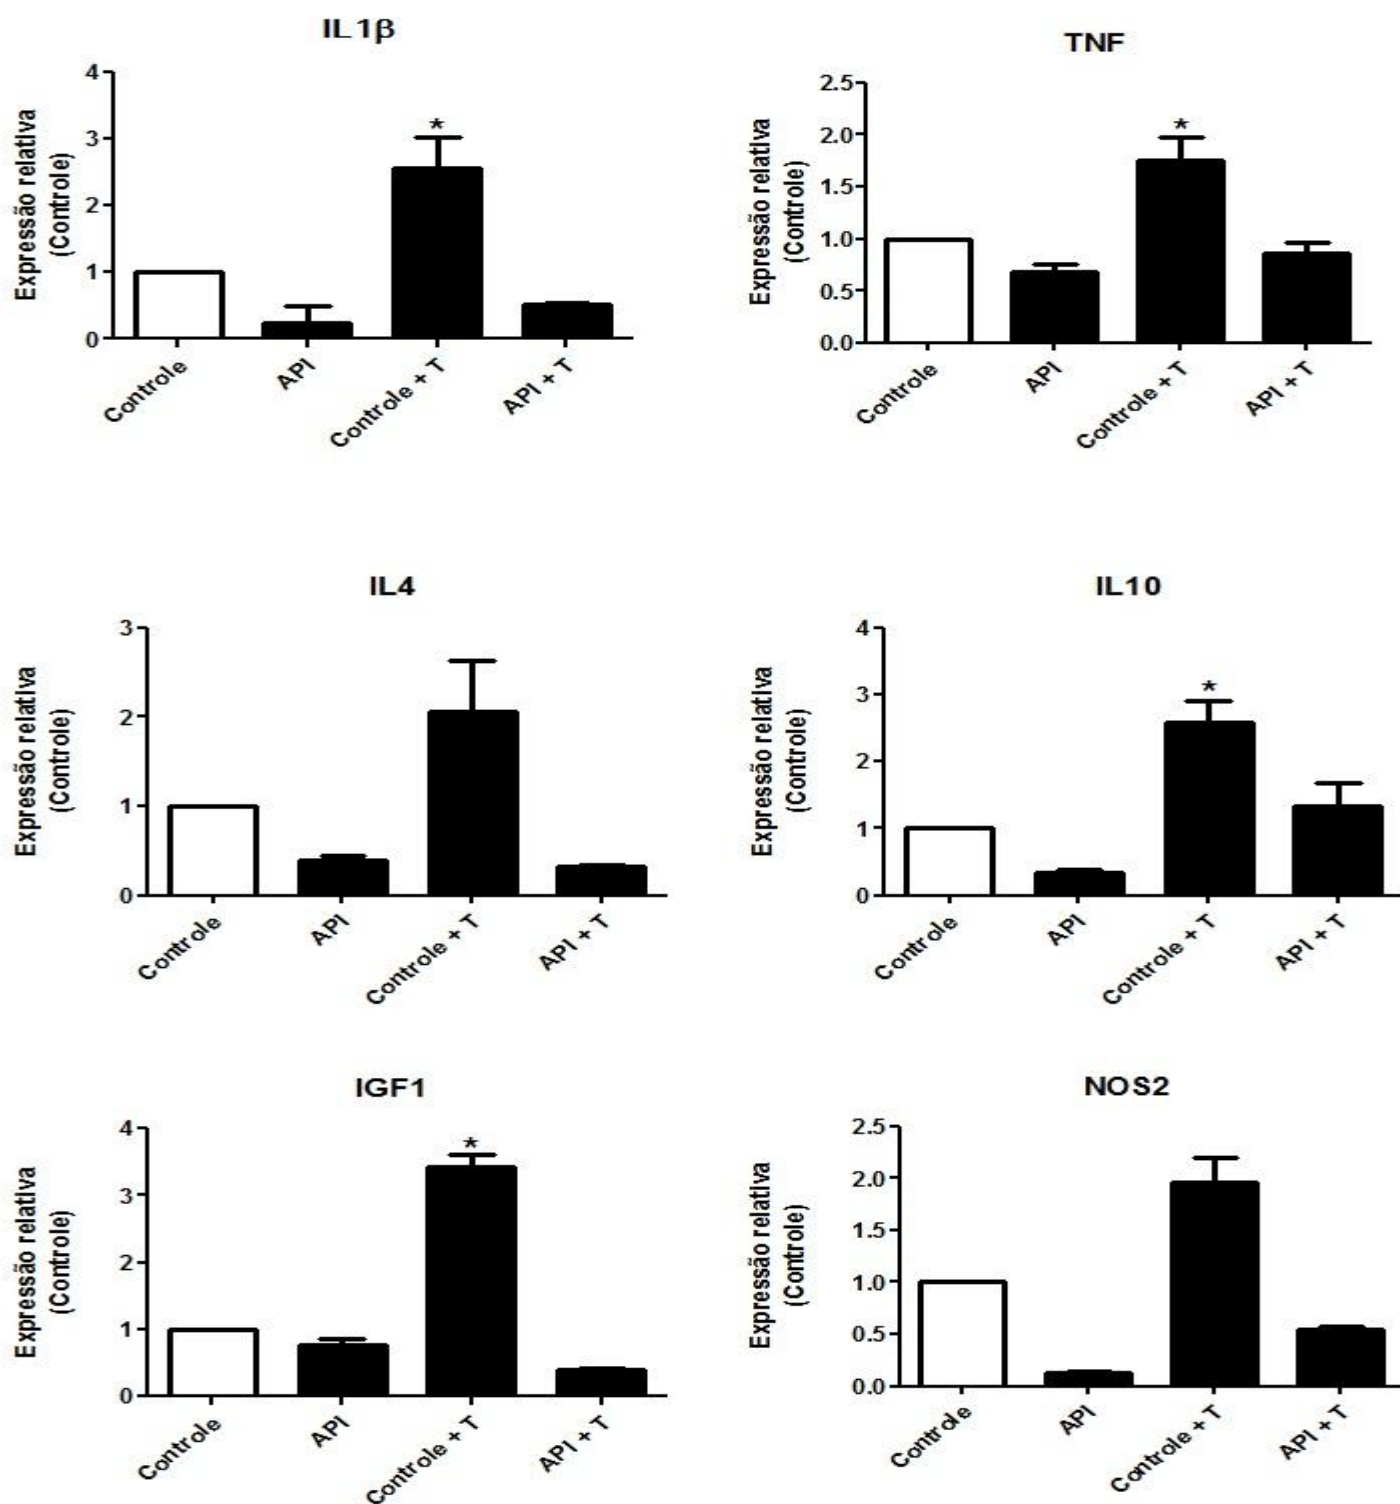 IL1β
Expressão relativa
(Controle)
4
3
2
1
0
*
Controle
API
Controle + T
API + T
TNF
Expressão relativa
(Controle)
2.5
2.0
1.5
1.0
0.5
0.0
*
Controle
API
Controle + T
API + T
IL4
Expressão relativa
(Controle)
3
2
1
0
Controle
API
Controle + T
API + T
IL10
Expressão relativa
(Controle)
4
3
2
1
0
*
Controle
API
Controle + T
API + T
IGF1
Expressão relativa
(Controle)
4
3
2
1
0
*
Controle
API
Controle + T
API + T
NOS2
Expressão relativa
(Controle)
2.5
2.0
1.5
1.0
0.5
0.0
Controle
API
Controle + T
API + T